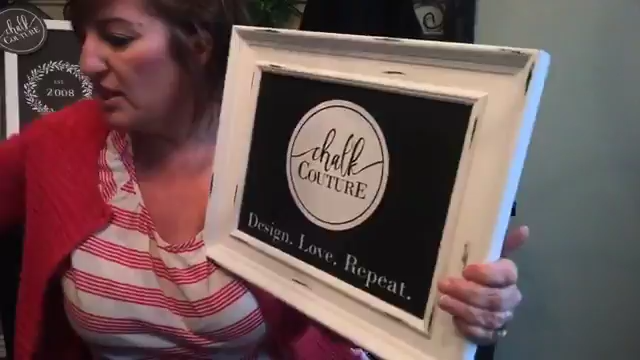 chalk
COUTURE
EST.
2008
chalk
COUTURE
Design. Love. Repeat.